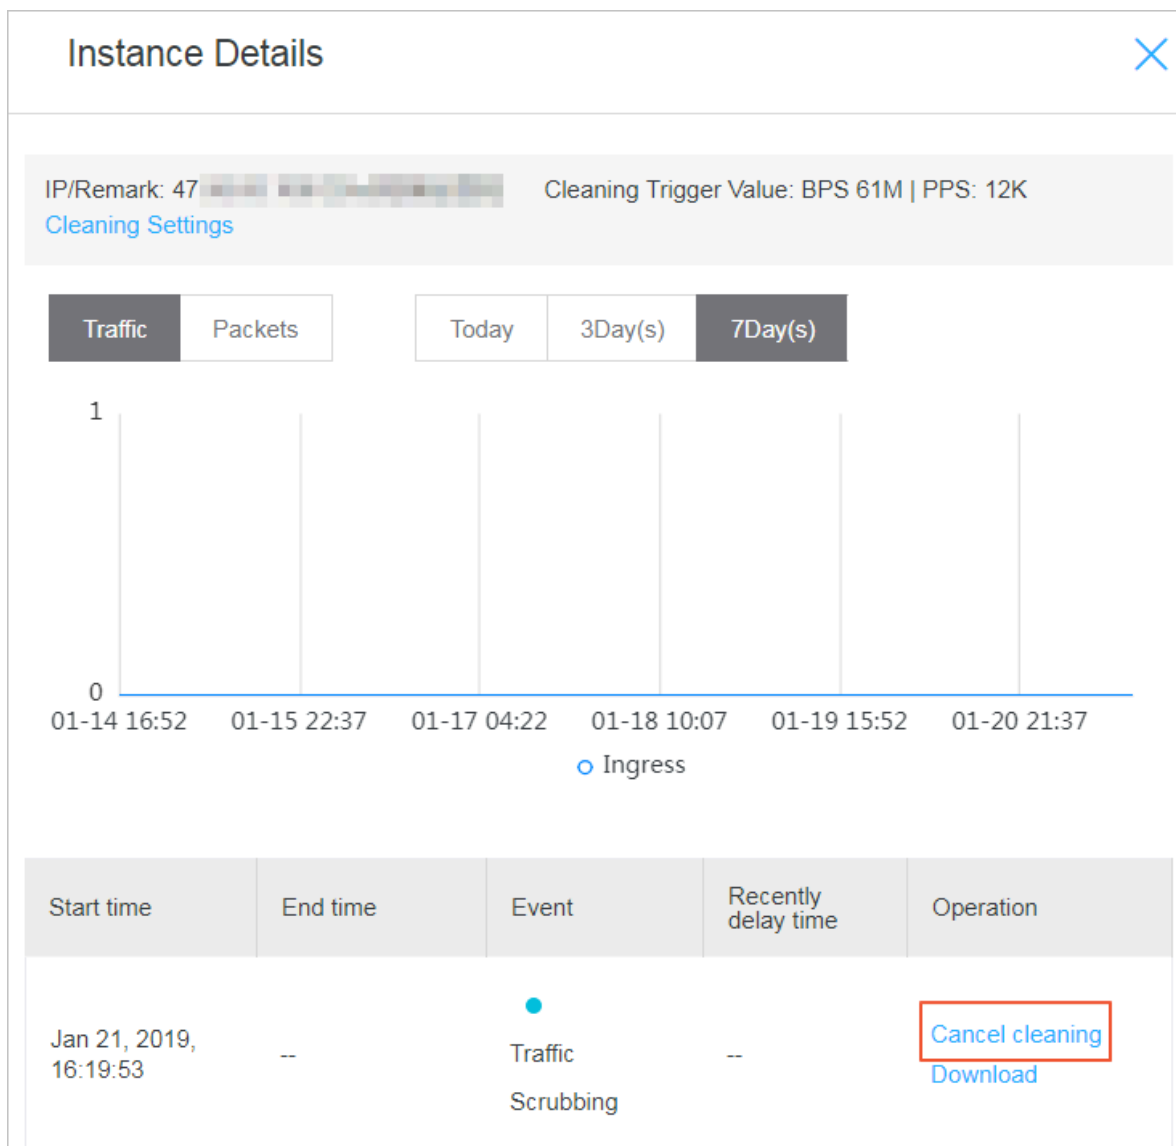 Instance Details
IP/Remark: 47
Cleaning Trigger Value: BPS 61M | PPS: 12K
Cleaning Settings
Traffic Packets Today 3Day(s) 7Day(s)
1
0
01-14 16:52 01-15 22:37 01-17 04:22 01-18 10:07 01-19 15:52 01-20 21:37
Ingress
Start time End time Event Recently delay time Operation
Jan 21, 2019,
16:19:53
--
Traffic
Scrubbing
--
Cancel cleaning
Download